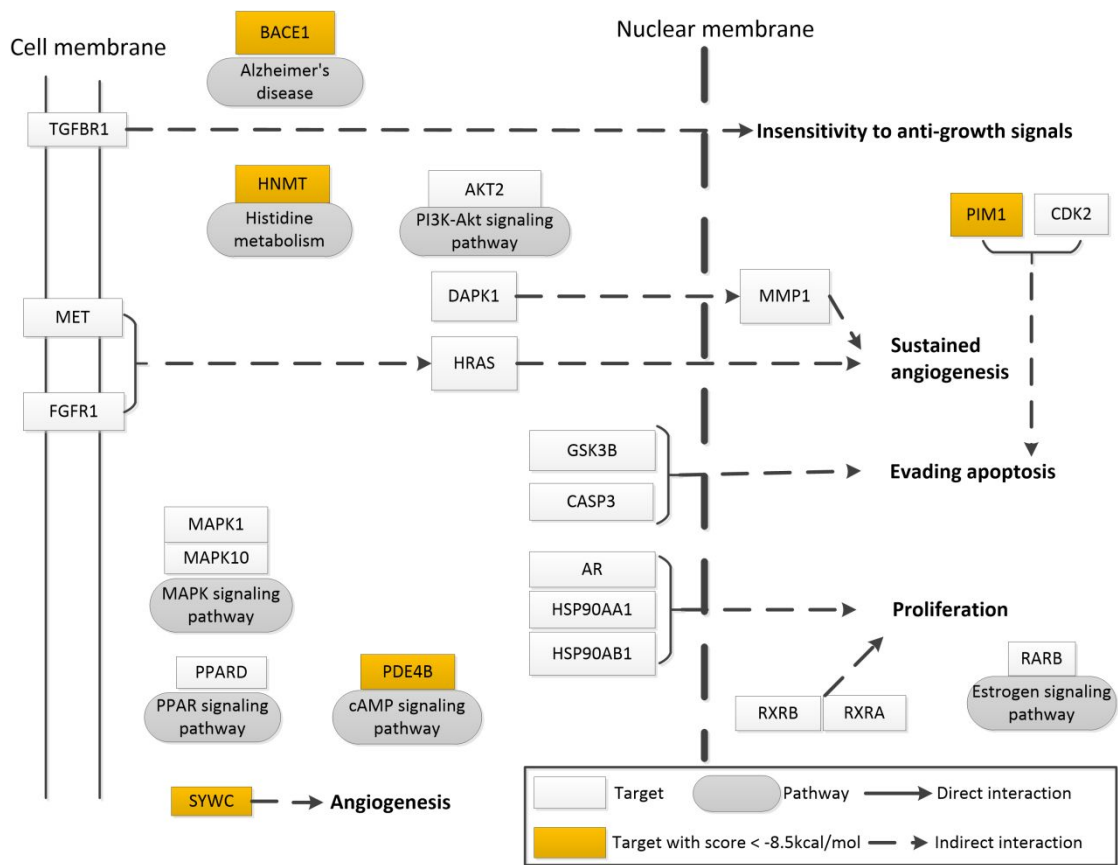 Cell membrane
BACE1
Alzheimer's
disease
Nuclear membrane
TGFBR1
Insensitivity to anti-growth signals
HNMT
Histidine
metabolism
AKT2
PI3K-Akt signaling
pathway
PIM1
CDK2
DAPK1
MMP1
MET
HRAS
Sustained
angiogenesis
FGFR1
GSK3B
CASP3
Evading apoptosis
MAPK1
MAPK10
MAPK signaling
pathway
AR
HSP90AA1
HSP90AB1
Proliferation
PPARD
PPAR signaling
pathway
PDE4B
cAMP signaling
pathway
RXRB
RXRA
RARB
Estrogen signaling
pathway
SYWC
Angiogenesis
Target
Pathway
Direct interaction
Target with score < -8.5kcal/mol
Indirect interaction